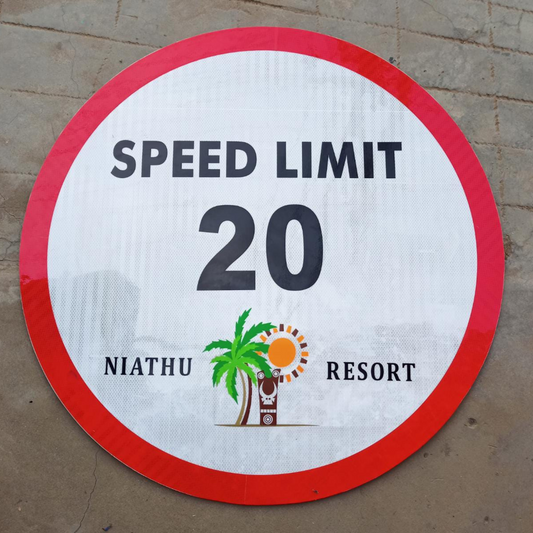 SPEED LIMIT
20
NIATHU RESORT